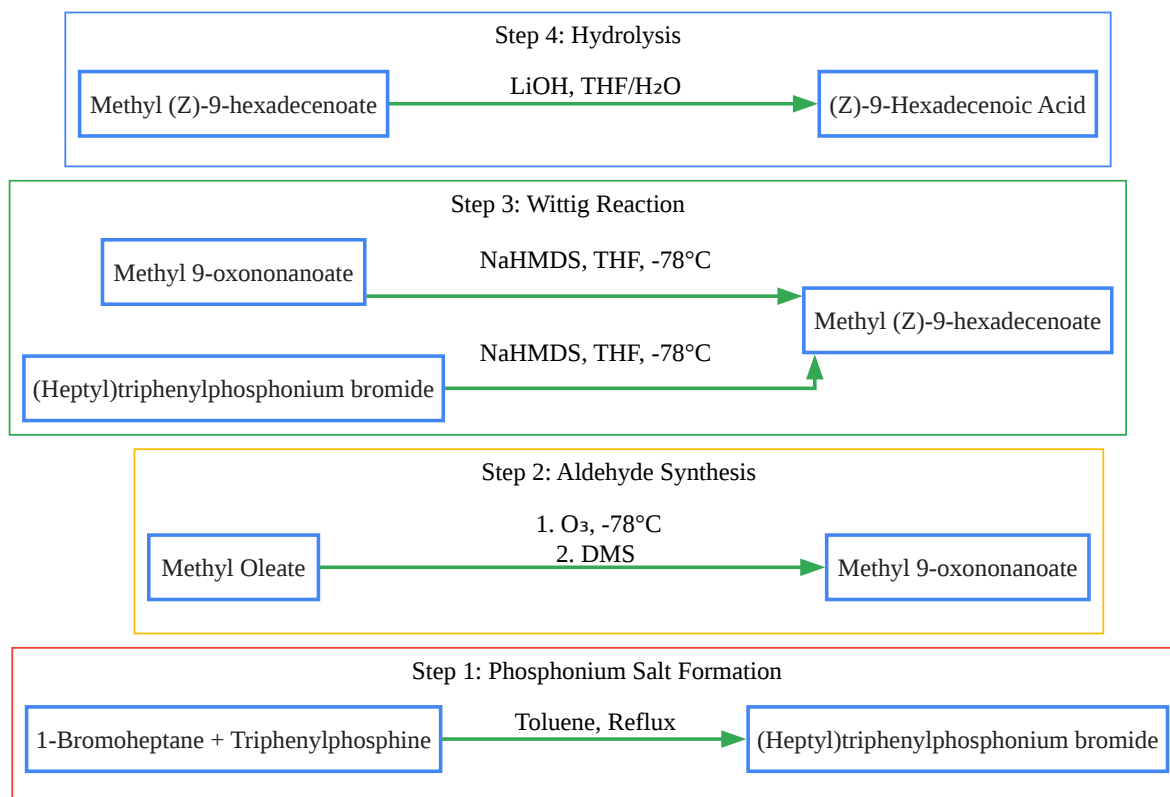 Step 4: Hydrolysis
Methyl (Z)-9-hexadecenoate
LiOH, THF/H₂O
(Z)-9-Hexadecenoic Acid
Step 3: Wittig Reaction
Methyl 9-oxononanoate
NaHMDS, THF, -78°C
Methyl (Z)-9-hexadecenoate
(Heptyl)triphenylphosphonium bromide
NaHMDS, THF, -78°C
Step 2: Aldehyde Synthesis
Methyl Oleate
1. O₃, -78°C
2. DMS
Methyl 9-oxononanoate
Step 1: Phosphonium Salt Formation
1-Bromoheptane + Triphenylphosphine
Toluene, Reflux
(Heptyl)triphenylphosphonium bromide